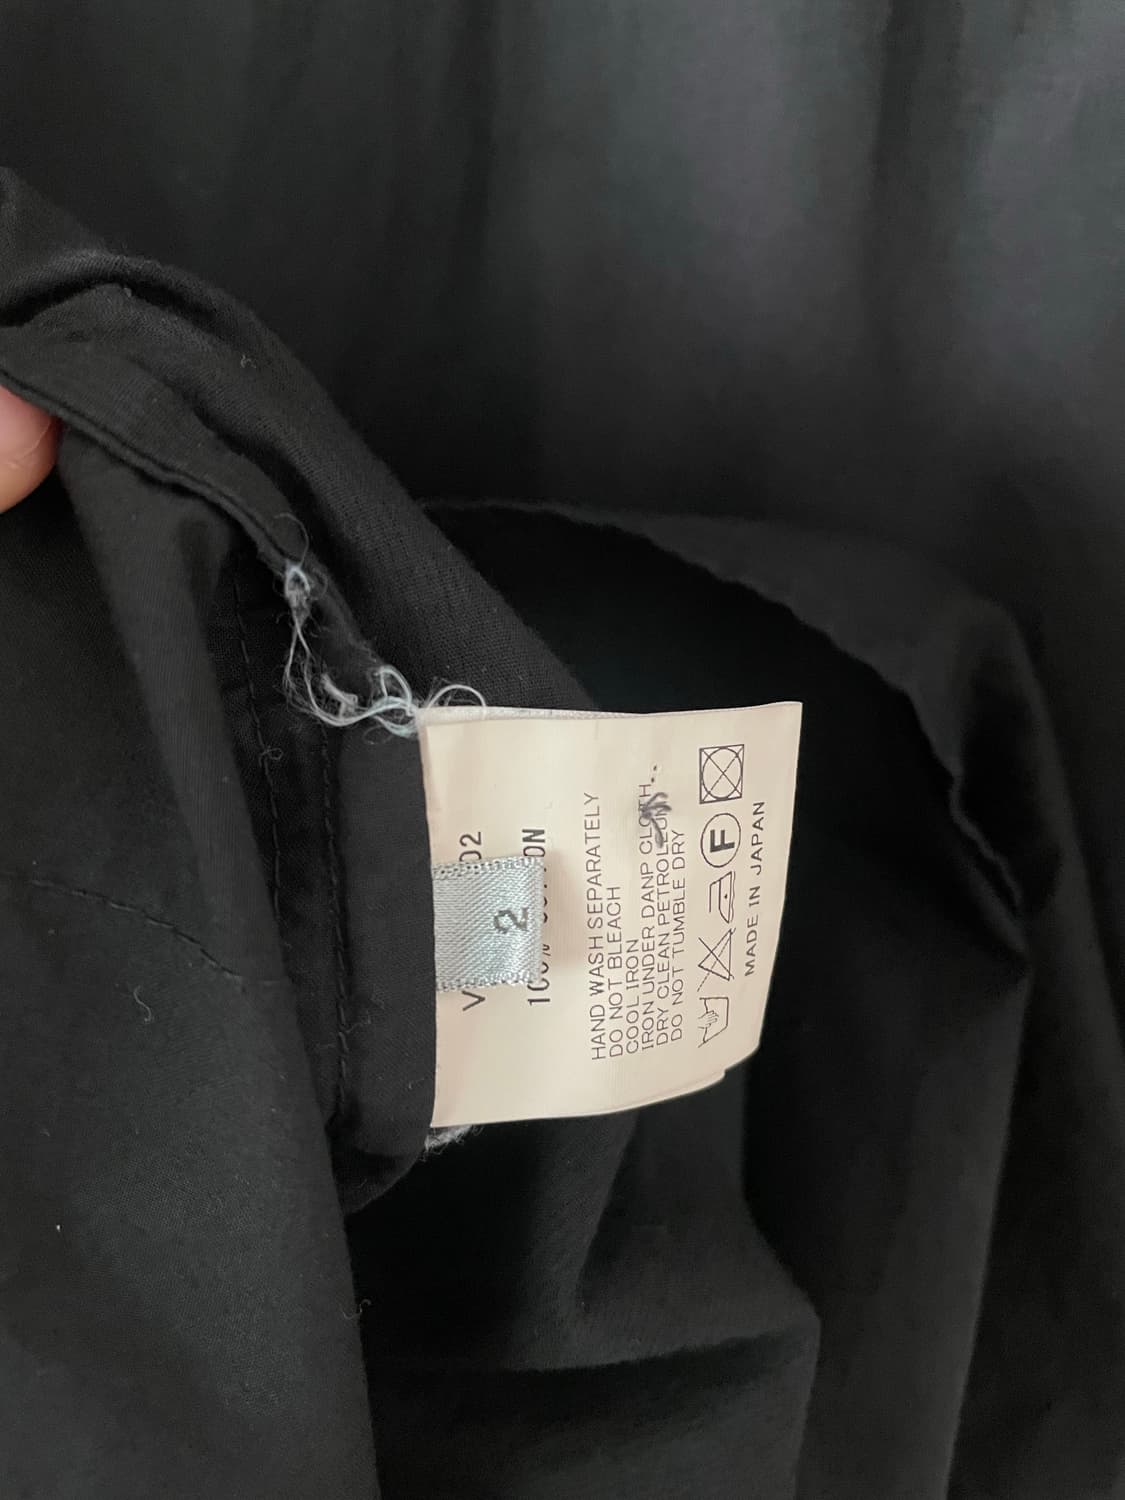 2
HAND WASH SEPARATELY
DO NOT BLEACH
COOL IRON
IRON UNDER DANP CLOTH.
DRY CLEAN PETROLEUM
DO NOT TUMBLE DRY
F
MADE IN JAPAN